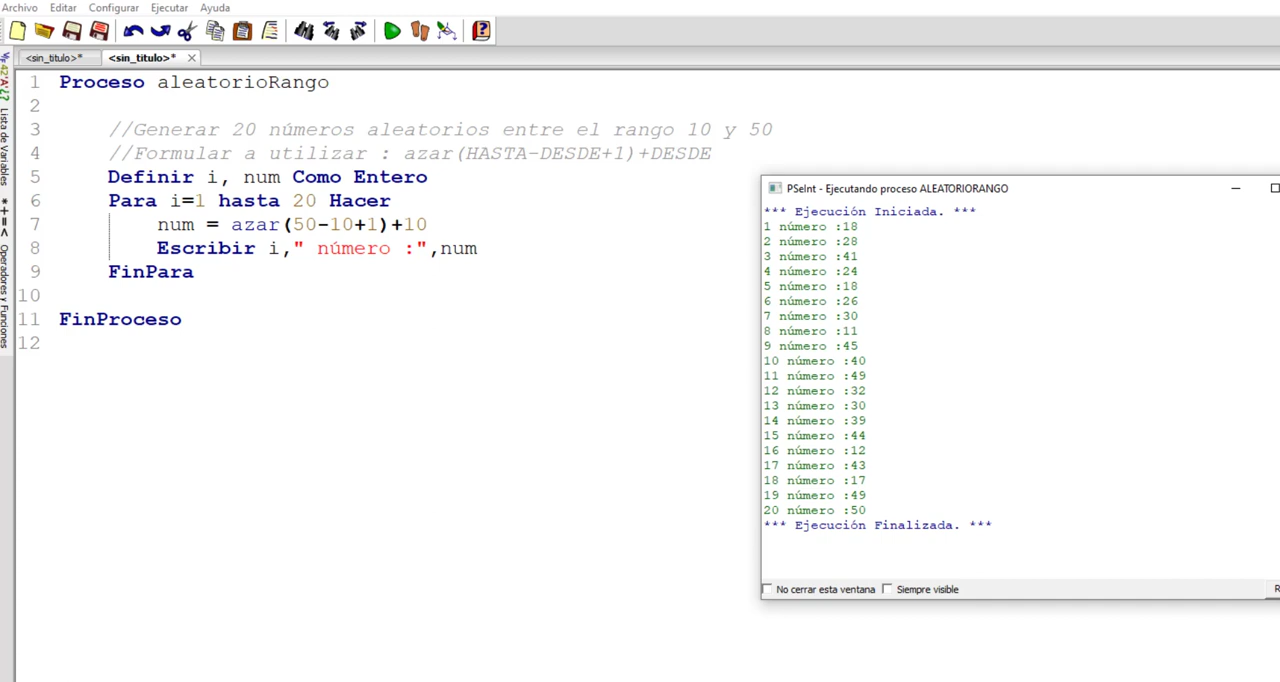 Archivo Editar Configurar Ejecutar Ayuda
<sin_titulo>* <sin_titulo>*
Lista de Variables
*+=< Operadores y Funciones
1 Proceso aleatorioRango
2
3 //Generar 20 números aleatorios entre el rango 10 y 50
4 //Formular a utilizar : azar(HASTA-DESDE+1)+DESDE
5 Definir i, num Como Entero
6 Para i=1 hasta 20 Hacer
7 num = azar(50-10+1)+10
8 Escribir i," número :",num
9 FinPara
10
11 FinProceso
12
PSeInt - Ejecutando proceso ALEATORIORANGO
*** Ejecución Iniciada. ***
1 número :18
2 número :28
3 número :41
4 número :24
5 número :18
6 número :26
7 número :30
8 número :11
9 número :45
10 número :40
11 número :49
12 número :32
13 número :30
14 número :39
15 número :44
16 número :12
17 número :43
18 número :17
19 número :49
20 número :50
*** Ejecución Finalizada. ***
No cerrar esta ventana Siempre visible